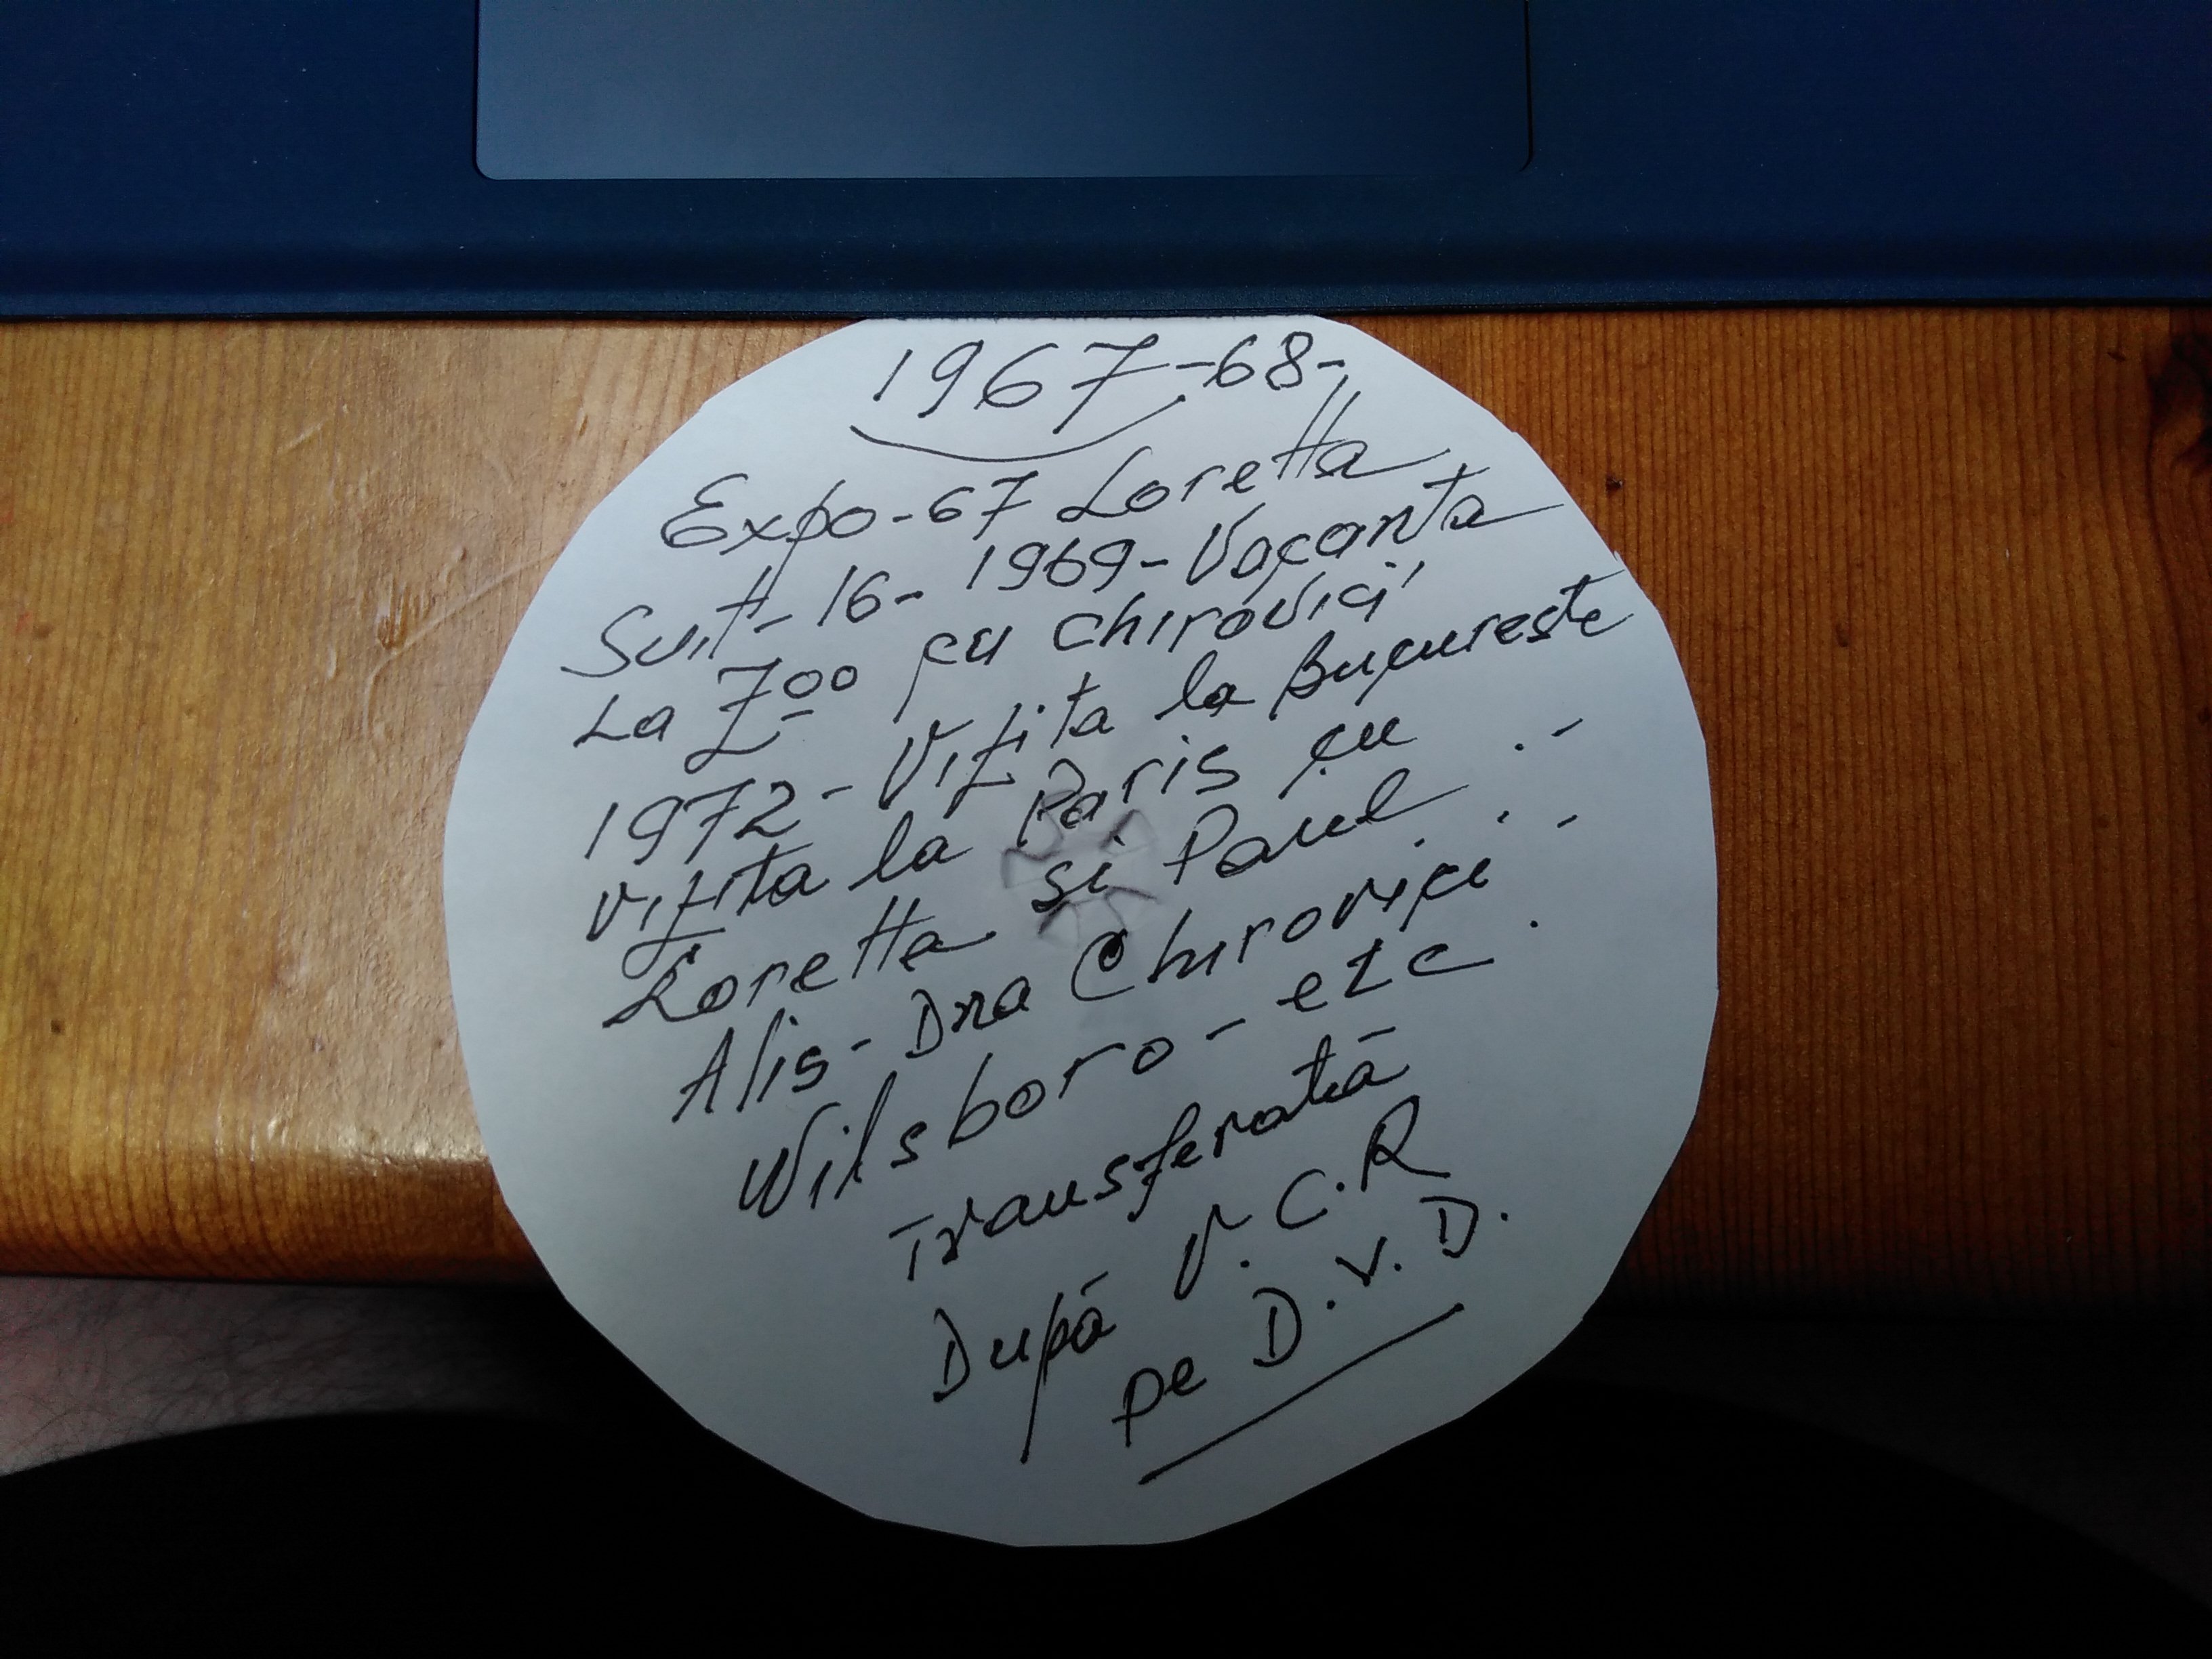 1967-68-
Expo-67 Loretta
Suit-16-1969-Vacanta
La Zoo cu chirovici
1972-Vizita la Bucureste
vizita la Paris cu
Loretta si Paul
Alis-Dna Chirovici
Wilsboro-etc
Transferată
După V.C.R
pe D.V.D.